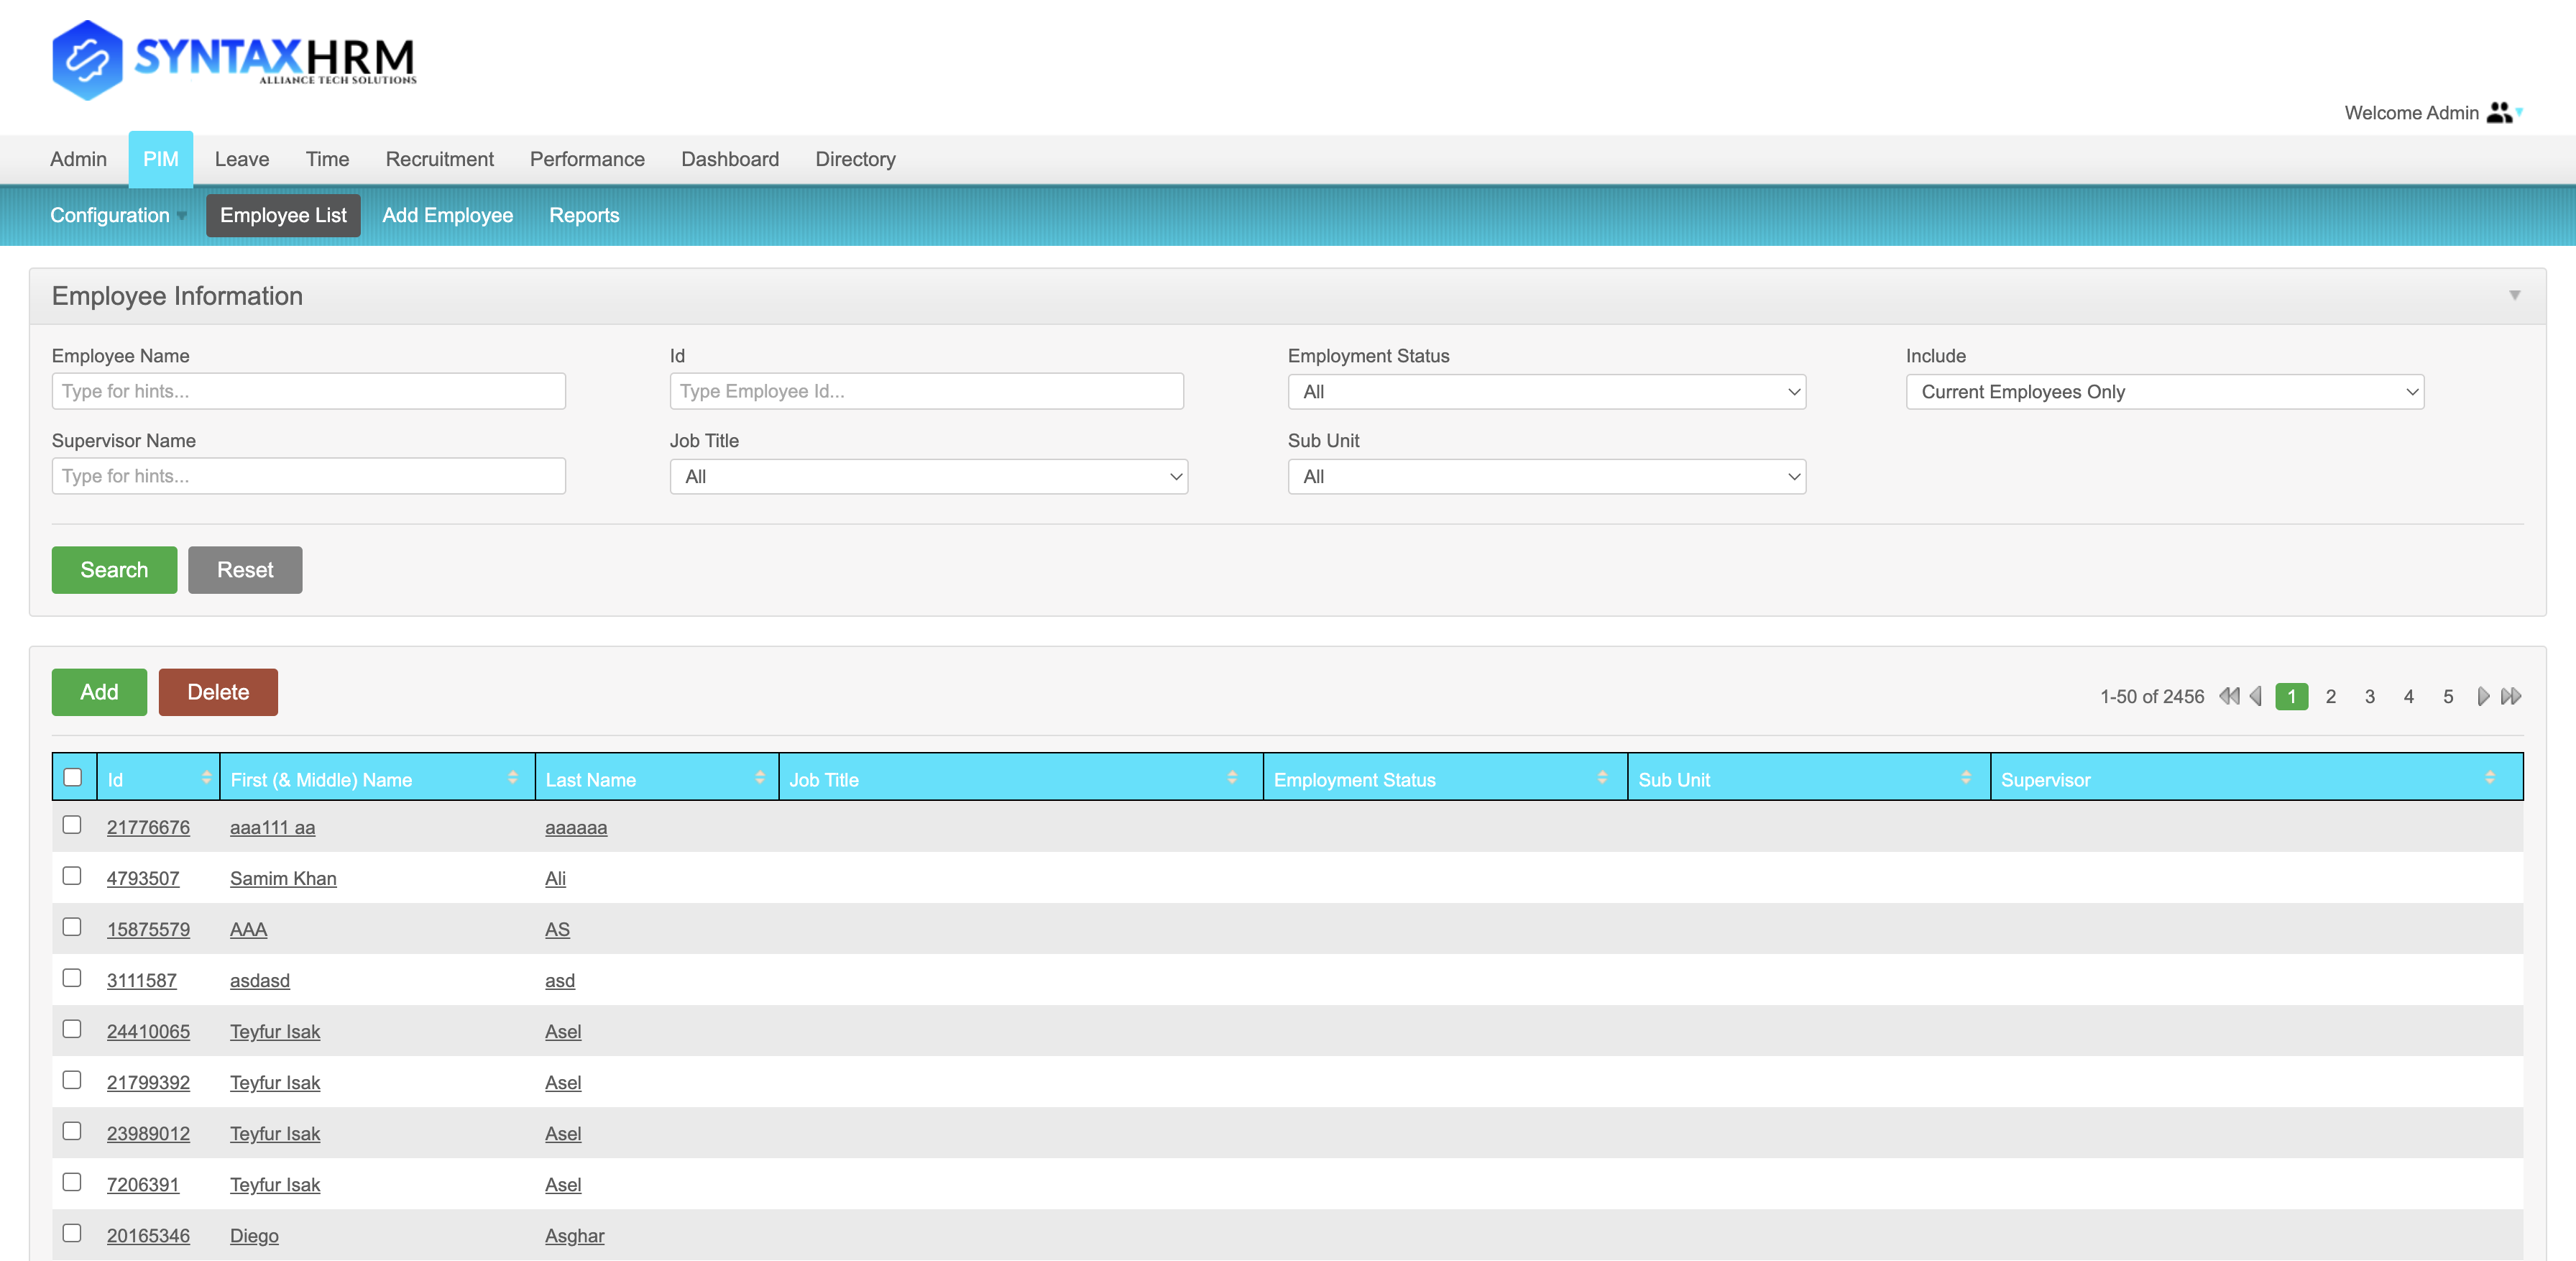 SYNTAXHRM
ALLIANCE TECH SOLUTIONS
Welcome Admin
Admin PIM Leave Time Recruitment Performance Dashboard Directory
Configuration Employee List Add Employee Reports
Employee Information
Employee Name Id Employment Status Include
Type for hints... Type Employee Id... All Current Employees Only
Supervisor Name Job Title Sub Unit
Type for hints... All All
Search Reset
Add Delete 1-50 of 2456 1 2 3 4 5
Id First (& Middle) Name Last Name Job Title Employment Status Sub Unit Supervisor
21776676 aaa111 aa aaaaaa
4793507 Samim Khan Ali
15875579 AAA AS
3111587 asdasd asd
24410065 Teyfur Isak Asel
21799392 Teyfur Isak Asel
23989012 Teyfur Isak Asel
7206391 Teyfur Isak Asel
20165346 Diego Asghar